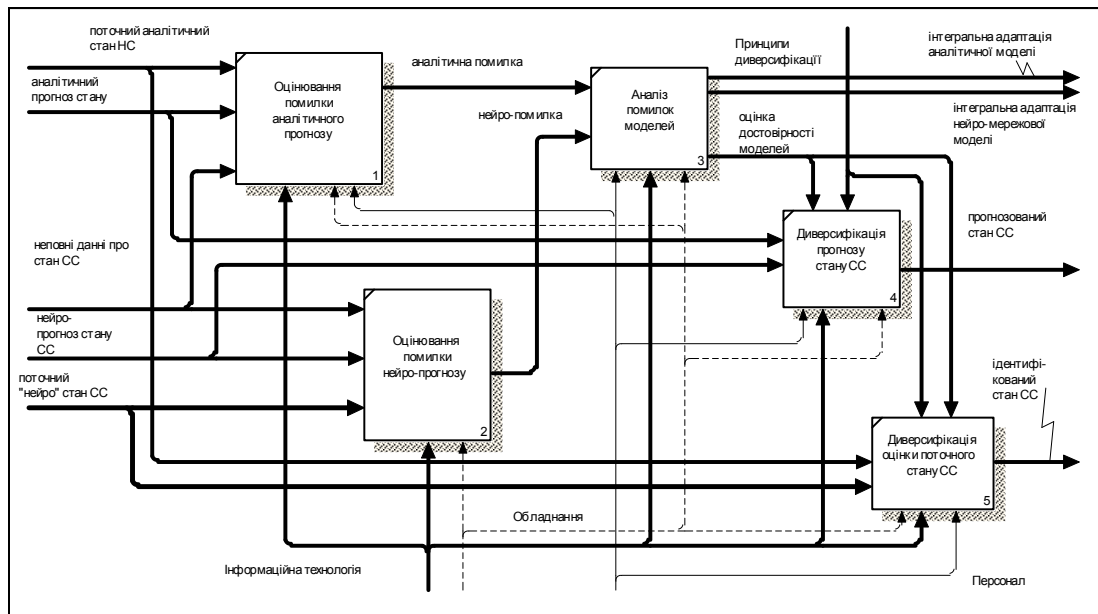 поточний аналітичний
стан НС
аналітичний
прогноз стану
неповні данні про
стан СС
нейро-
прогноз стану
СС
поточний
"нейро" стан СС
Оцінювання
помилки
аналітичного
прогнозу
1
аналітична помилка
нейро-помилка
Оцінювання
помилки
нейро-прогнозу
2
Аналіз
помилок
моделей
3
Принципи
диверсифікації
оцінка
достовірності
моделей
інтегральна адаптація
аналітичної моделі
інтегральна адаптація
нейро-мережової
моделі
Диверсифікація
прогнозу
стану СС
4
прогнозований
стан СС
Диверсифікація
оцінки поточного
стану СС
5
ідентифі-
кований
стан СС
Обладнання
Інформаційна технологія
Персонал